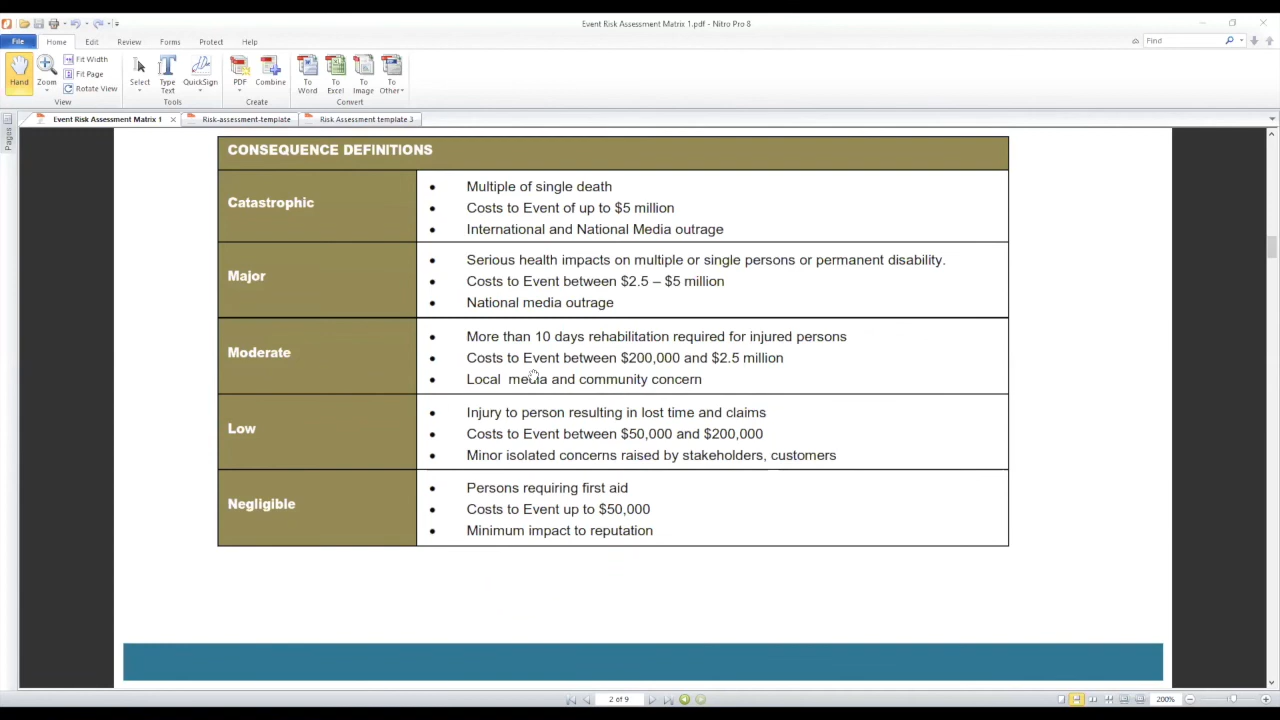 Event Risk Assessment Matrix 1.pdf - Nitro Pro 8
File Home Edit Review Forms Protect Help
Find
Hand
Zoom
Fit Width
Fit Page
Rotate View
Select
Type Text
QuickSign
PDF
Combine
To Word
To Excel
To Image
To Other
View
Tools
Create
Convert
Event Risk Assessment Matrix 1
Risk-assessment-template
Risk Assessment template 3
Pages
CONSEQUENCE DEFINITIONS
Catastrophic
• Multiple of single death
• Costs to Event of up to $5 million
• International and National Media outrage
Major
• Serious health impacts on multiple or single persons or permanent disability.
• Costs to Event between $2.5 – $5 million
• National media outrage
Moderate
• More than 10 days rehabilitation required for injured persons
• Costs to Event between $200,000 and $2.5 million
• Local media and community concern
Low
• Injury to person resulting in lost time and claims
• Costs to Event between $50,000 and $200,000
• Minor isolated concerns raised by stakeholders, customers
Negligible
• Persons requiring first aid
• Costs to Event up to $50,000
• Minimum impact to reputation
2 of 9
200%